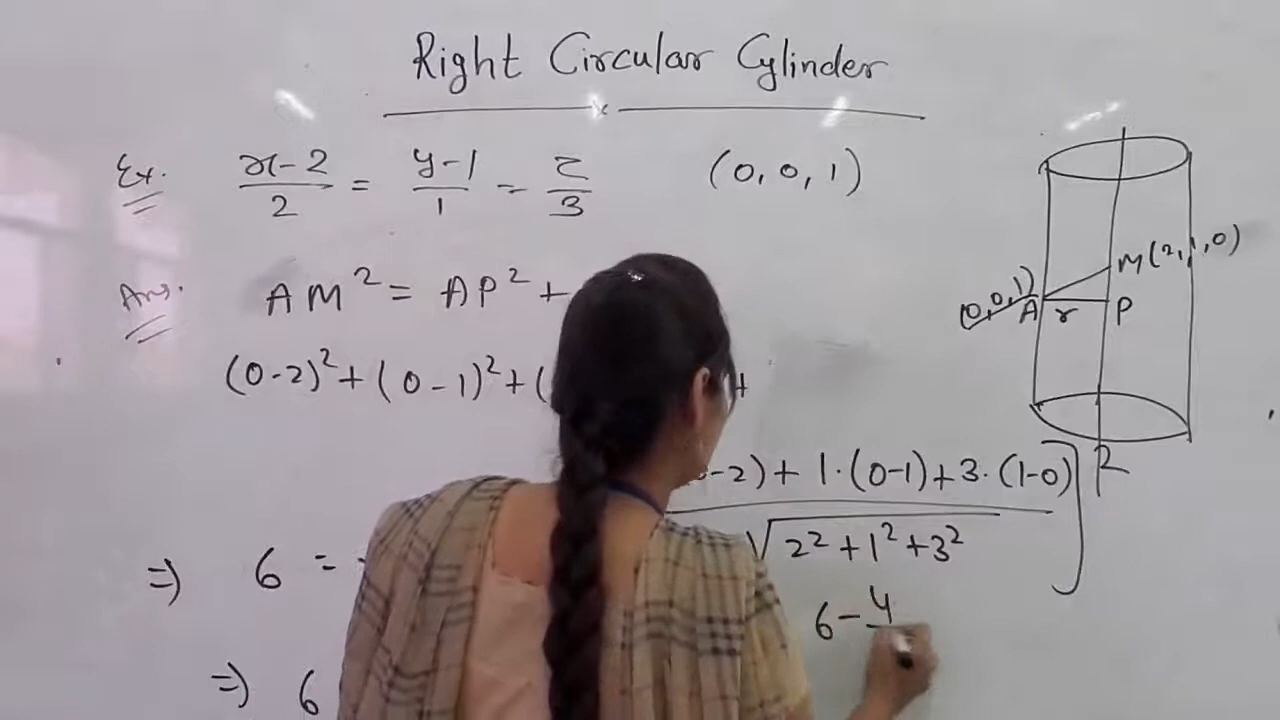 Right Circular Cylinder
Ex. x-2/2 = y-1/1 = z/3 (0, 0, 1)
Ans. AM² = AP² +
(0-2)² + (0-1)² + ( +
-2) + 1·(0-1) + 3·(1-0) ] 2
√2² + 1² + 3²
⇒ 6 =
6 - 4
⇒ 6
M(2,1,0)
(0,0,1)
A r P